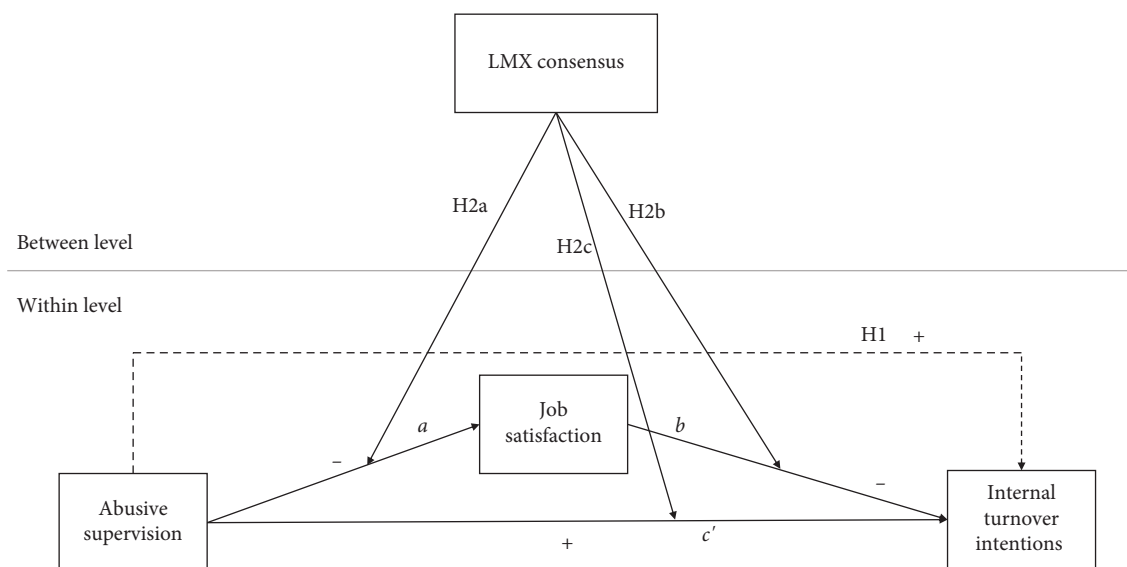 LMX consensus
H2a
H2b
H2c
Between level
Within level
H1 +
Job
satisfaction
a
b
–
–
Abusive
supervision
Internal
turnover
intentions
+
c′